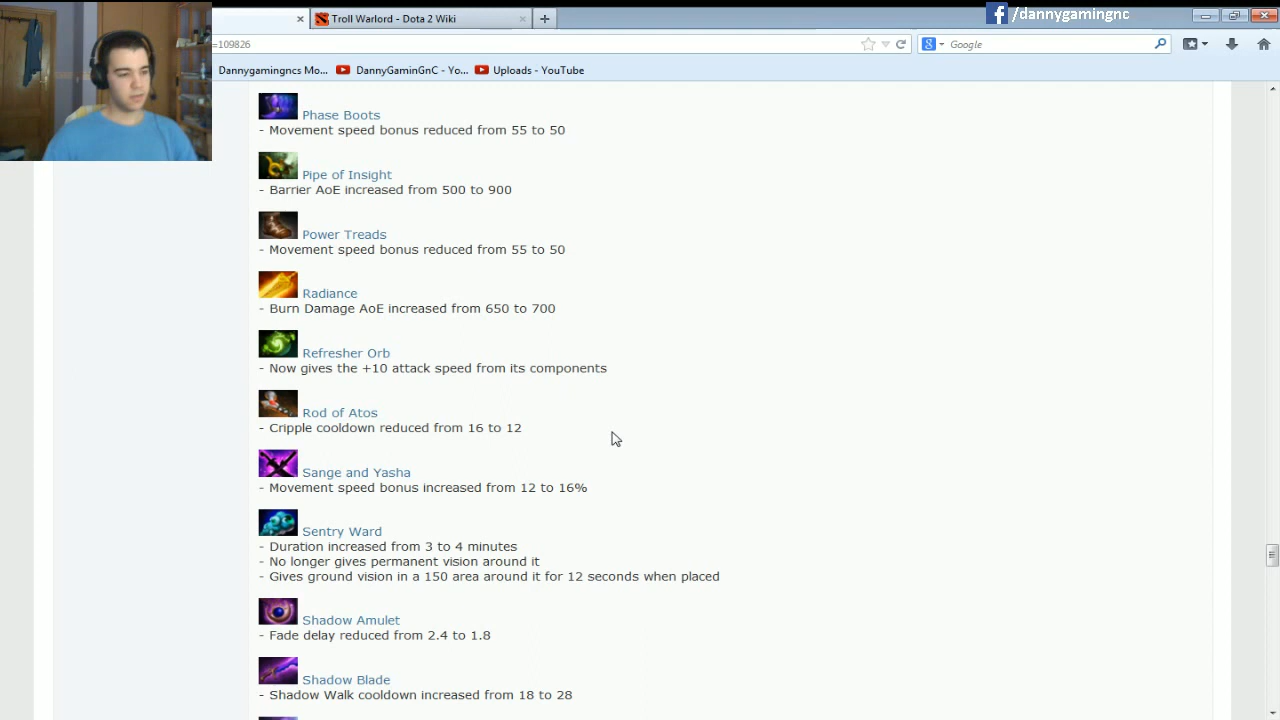 Troll Warlord - Dota 2 Wiki
/dannygamingnc
=109826
Google
Dannygamingncs Mo...
DannyGaminGnC - Yo...
Uploads - YouTube
Phase Boots
- Movement speed bonus reduced from 55 to 50
Pipe of Insight
- Barrier AoE increased from 500 to 900
Power Treads
- Movement speed bonus reduced from 55 to 50
Radiance
- Burn Damage AoE increased from 650 to 700
Refresher Orb
- Now gives the +10 attack speed from its components
Rod of Atos
- Cripple cooldown reduced from 16 to 12
Sange and Yasha
- Movement speed bonus increased from 12 to 16%
Sentry Ward
- Duration increased from 3 to 4 minutes
- No longer gives permanent vision around it
- Gives ground vision in a 150 area around it for 12 seconds when placed
Shadow Amulet
- Fade delay reduced from 2.4 to 1.8
Shadow Blade
- Shadow Walk cooldown increased from 18 to 28